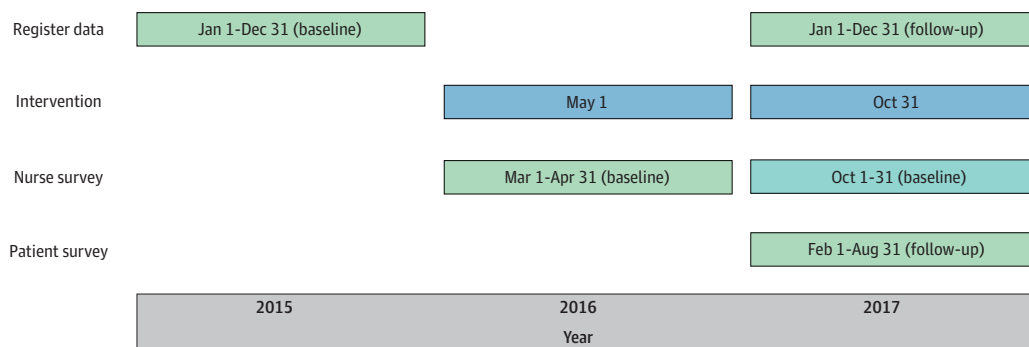 Register data
Jan 1-Dec 31 (baseline)
Jan 1-Dec 31 (follow-up)
Intervention
May 1
Oct 31
Nurse survey
Mar 1-Apr 31 (baseline)
Oct 1-31 (baseline)
Patient survey
Feb 1-Aug 31 (follow-up)
2015
2016
2017
Year